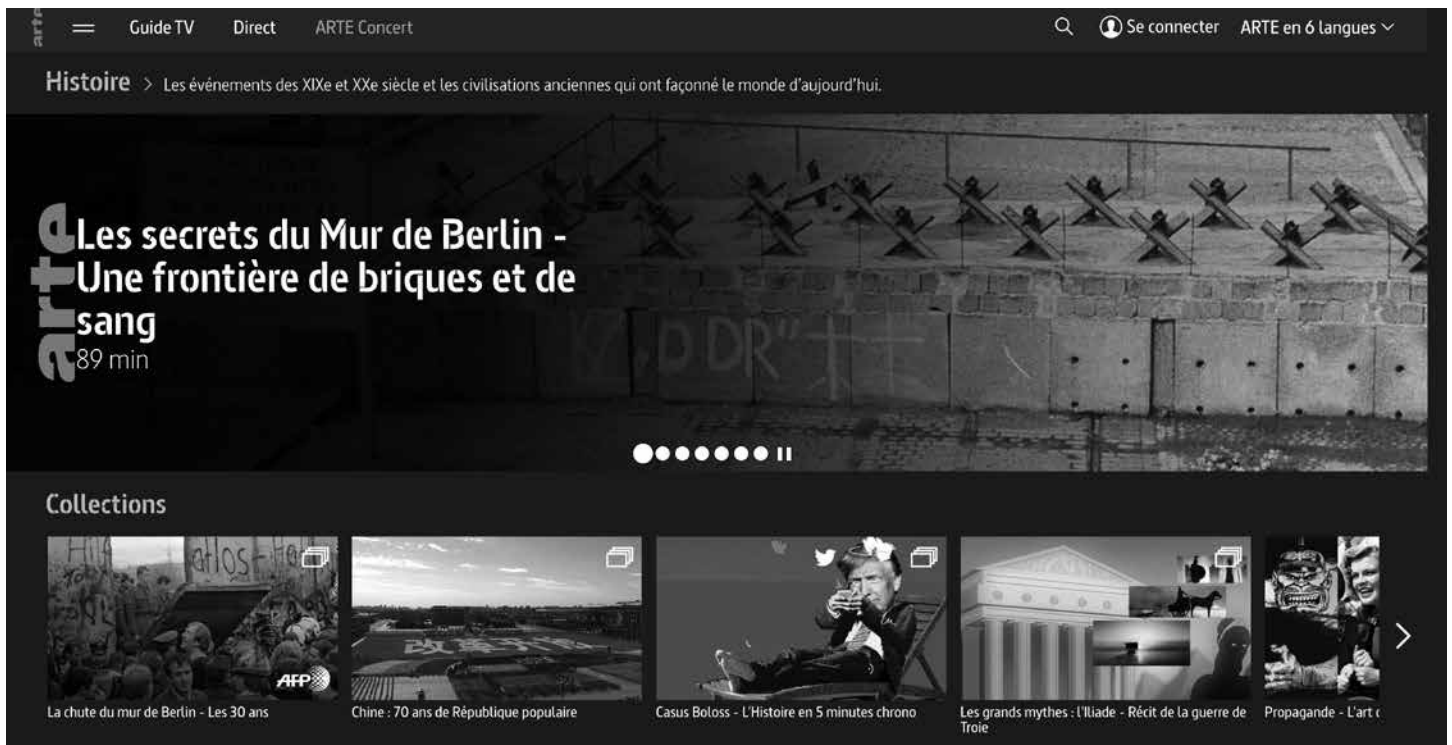 arte
Guide TV Direct ARTE Concert Se connecter ARTE en 6 langues
Histoire > Les événements des XIXe et XXe siècle et les civilisations anciennes qui ont façonné le monde d'aujourd'hui.
arte
Les secrets du Mur de Berlin -
Une frontière de briques et de
sang
89 min
DDR"
Collections
AFP
La chute du mur de Berlin - Les 30 ans
Chine : 70 ans de République populaire
Casus Boloss - L'Histoire en 5 minutes chrono
Les grands mythes : l'Iliade - Récit de la guerre de
Troie
Propagande - L'art